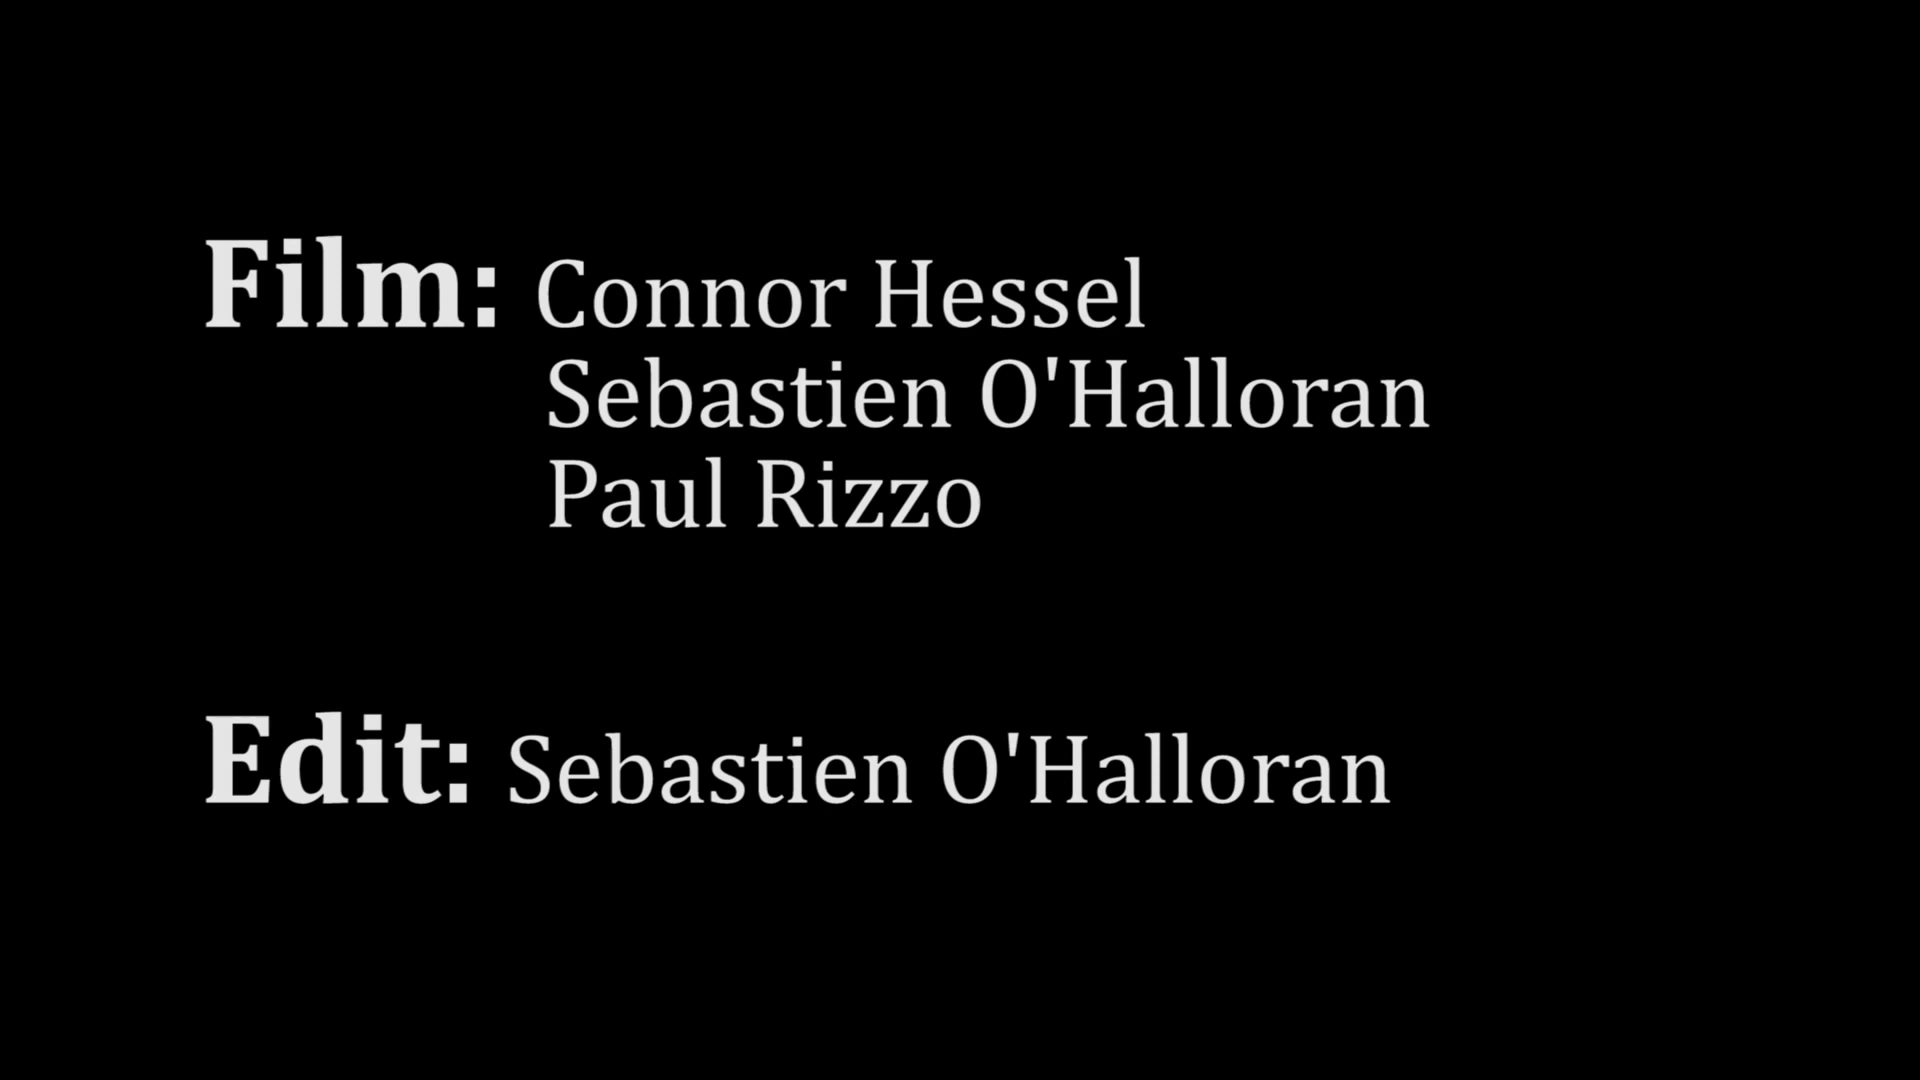 Film: Connor Hessel
Sebastien O'Halloran
Paul Rizzo
Edit: Sebastien O'Halloran